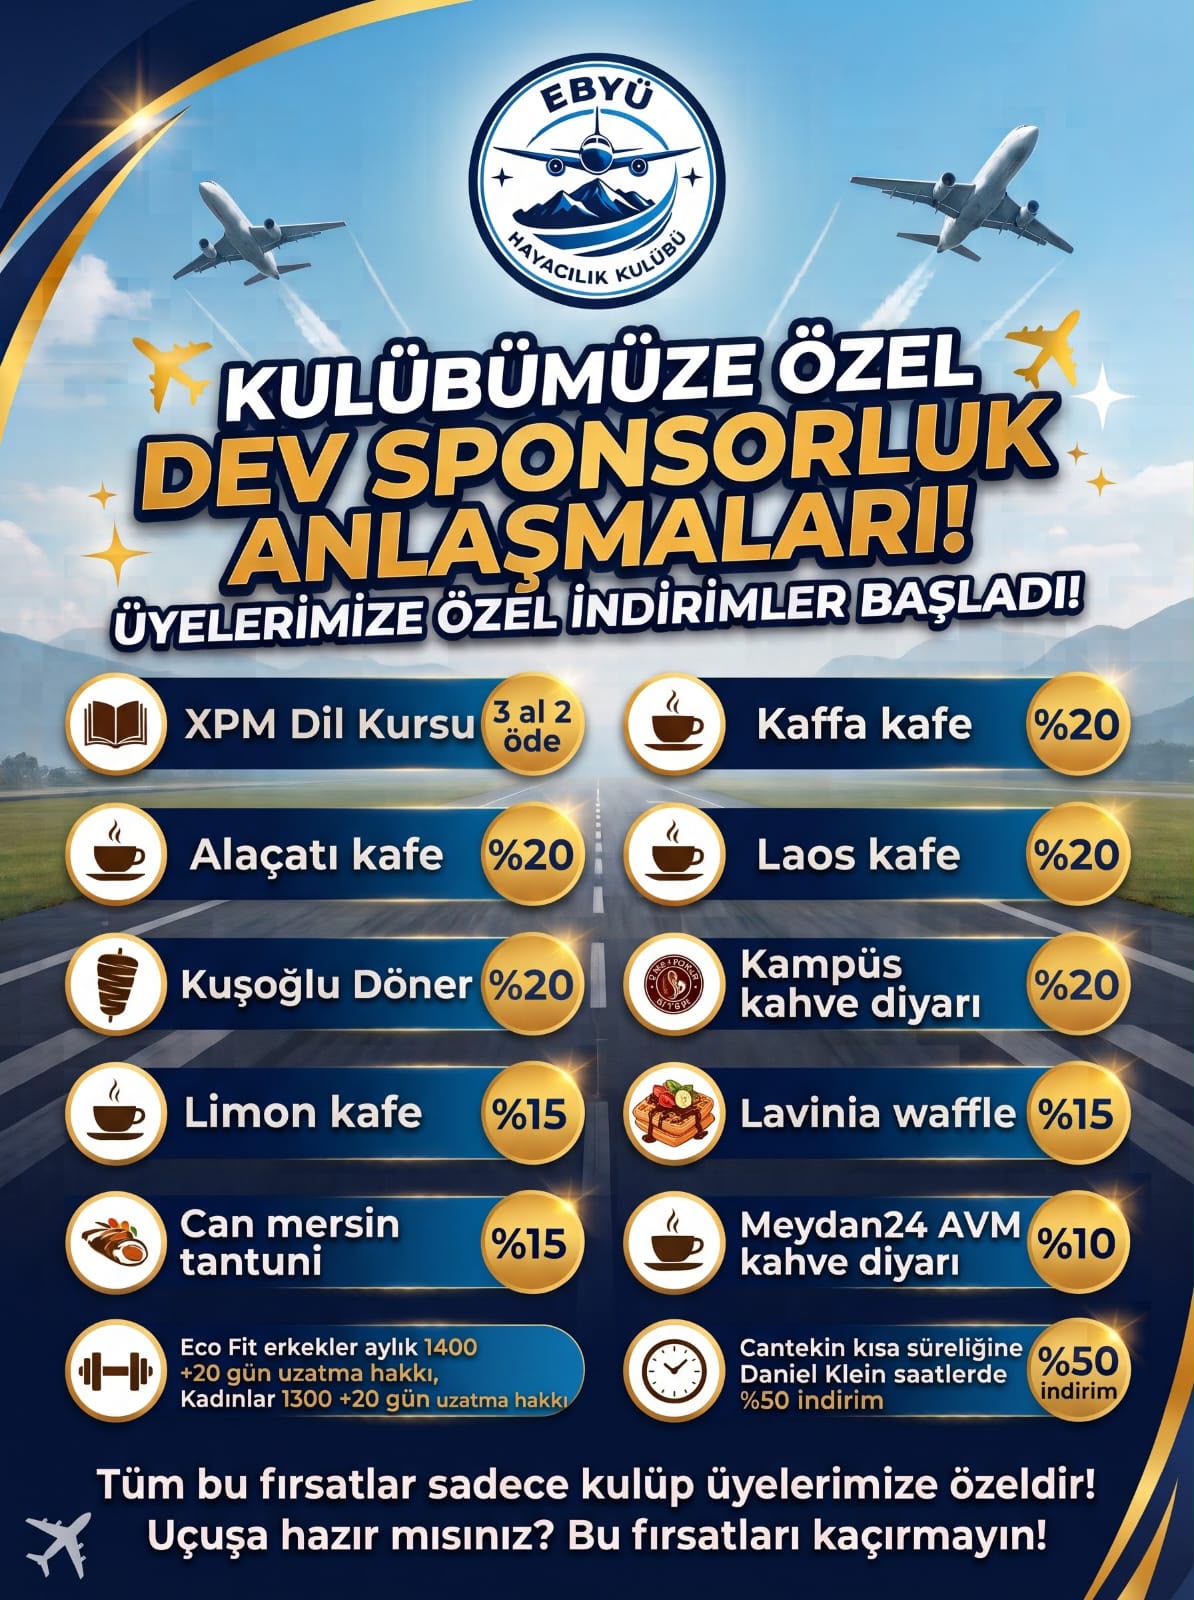 EBYÜ
HAYACILIK KULÜBÜ
KULÜBÜMÜZE ÖZEL
DEV SPONSORLUK
ANLAŞMALARI!
ÜYELERİMİZE ÖZEL İNDİRİMLER BAŞLADI!
XPM Dil Kursu
3 al 2
öde
Kaffa kafe
%20
Alaçatı kafe
%20
Laos kafe
%20
Kuşoğlu Döner
%20
Kampüs
kahve diyarı
%20
Limon kafe
%15
Lavinia waffle
%15
Can mersin
tantuni
%15
Meydan24 AVM
kahve diyarı
%10
Eco Fit erkekler aylık 1400
+20 gün uzatma hakkı,
Kadınlar 1300 +20 gün uzatma hakkı
Cantekin kısa süreliğine
Daniel Klein saatlerde
%50 indirim
%50
indirim
Tüm bu fırsatlar sadece kulüp üyelerimize özeldir!
Uçuşa hazır mısınız? Bu fırsatları kaçırmayın!